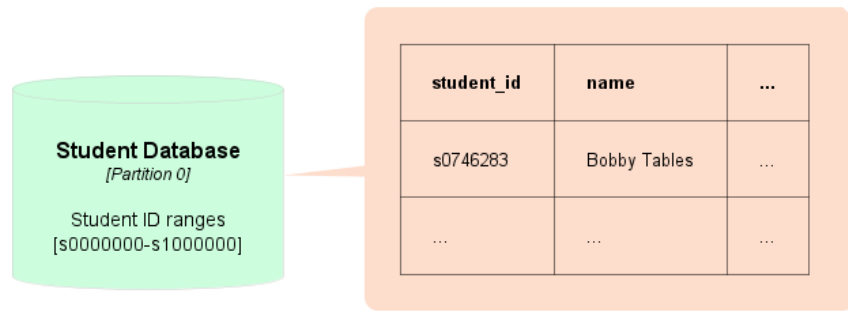 Student Database
[Partition 0]
Student ID ranges
[s0000000-s1000000]
student_id name ...
s0746283 Bobby Tables ...
... ... ...